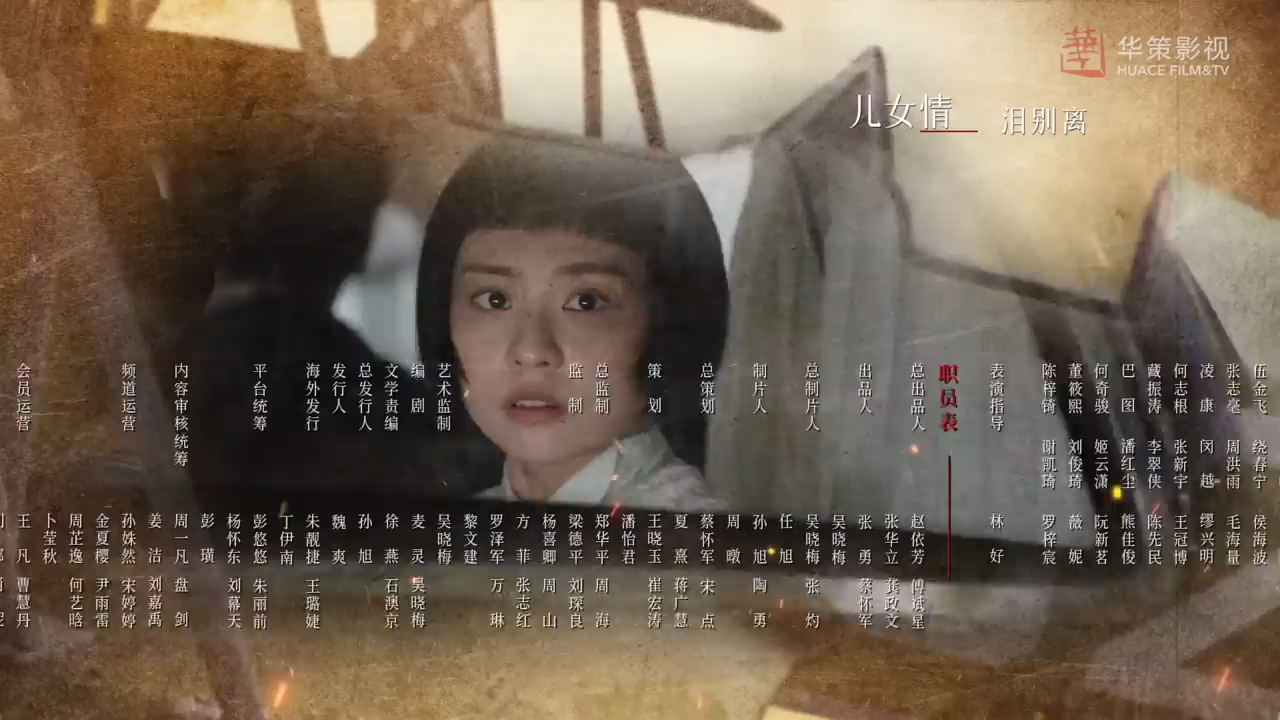 华策影视
HUACE FILM&TV
儿女情 泪别离
伍金飞 绕春宁 侯海波
张志毫 周洪雨 毛海量
凌康 闵越 缪兴明
何志根 张新宇 王冠博
藏振涛 李翠侠 陈先民
巴图 潘红尘 熊佳俊
何奇骏 姬云潇 阮新茗
董筱熙 刘俊琦 薇妮
陈梓锜 谢凯琦 罗梓宸
表演指导 林好
职员表
总出品人 赵依芳 傅斌星
张华立 龚政文
出品人 张勇 蔡怀军
吴晓梅
总制片人 吴晓梅 张灼
任旭
制片人 孙旭 陶勇
周暾
总策划 蔡怀军 宋点
夏熹 蒋广慧
策划 王晓玉 崔宏涛
潘怡君
总监制 郑华平 周海
监制 梁德平 刘琛良
杨喜卿 周山
方菲 张志红
罗泽军 万琳
黎文建
艺术监制 吴晓梅
编剧 麦灵 吴晓梅
文学责编 徐燕 石澳京
总发行人 孙旭
发行人 魏爽
海外发行 朱靓捷 王璐婕
丁伊南
平台统筹 彭悠悠 朱丽前
杨怀东 刘幕天
彭璜
内容审核统筹 周一凡 盘剑
姜洁 刘嘉禹
频道运营 孙姝然 宋婷婷
金夏樱 尹雨雷
周芷逸 何艺晗
卜莹秋
会员运营 王凡 曹慧丹